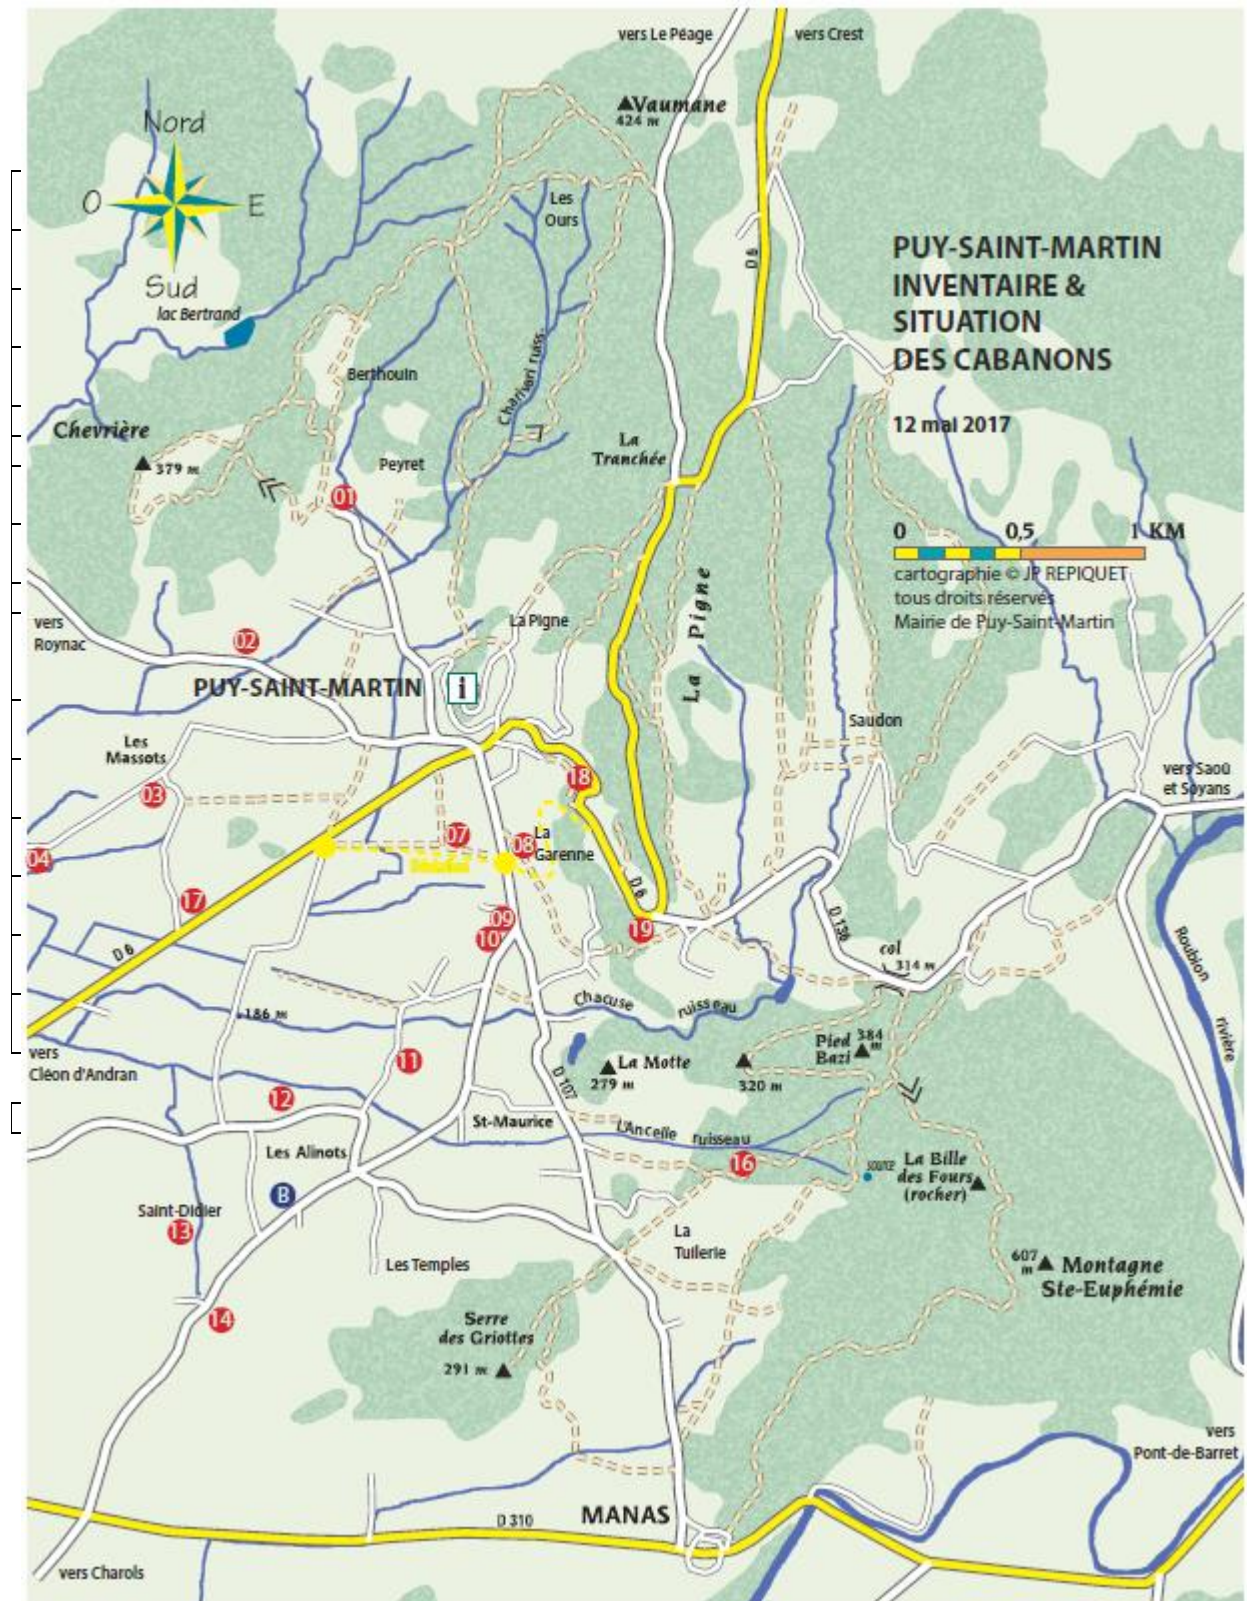 vers Le Péage
vers Crest
Vaumane
424 m
Nord
O
E
Sud
lac Bertrand
Les
Ours
D 6
PUY-SAINT-MARTIN
INVENTAIRE &
SITUATION
DES CABANONS
12 mai 2017
Berthouin
Charivari ruiss.
Chevrière
379 m
Peyret
La
Tranchée
01
0
0,5
1 KM
cartographie © JP REPIQUET
tous droits réservés
Mairie de Puy-Saint-Martin
La Pigne
vers
Roynac
02
La Pigne
PUY-SAINT-MARTIN
i
Les
Massots
Saudon
03
18
vers Saoû
et Soyans
04
07
08
La
Garenne
17
D 6
09
10
19
D 136
col
314 m
D 6
Roubion
rivière
186 m
Chacuse
ruisseau
vers
Cléon d'Andran
11
La Motte
279 m
320 m
Pied
Bazi
384
m
12
D 107
St-Maurice
L'Ancelle
ruisseau
Les Alinots
16
source
La Bille
des Fours
(rocher)
B
Saint-Didier
13
La
Tuilerie
Les Temples
607
m
Montagne
Ste-Euphémie
14
Serre
des Griottes
291 m
vers
Pont-de-Barret
MANAS
D 310
vers Charols